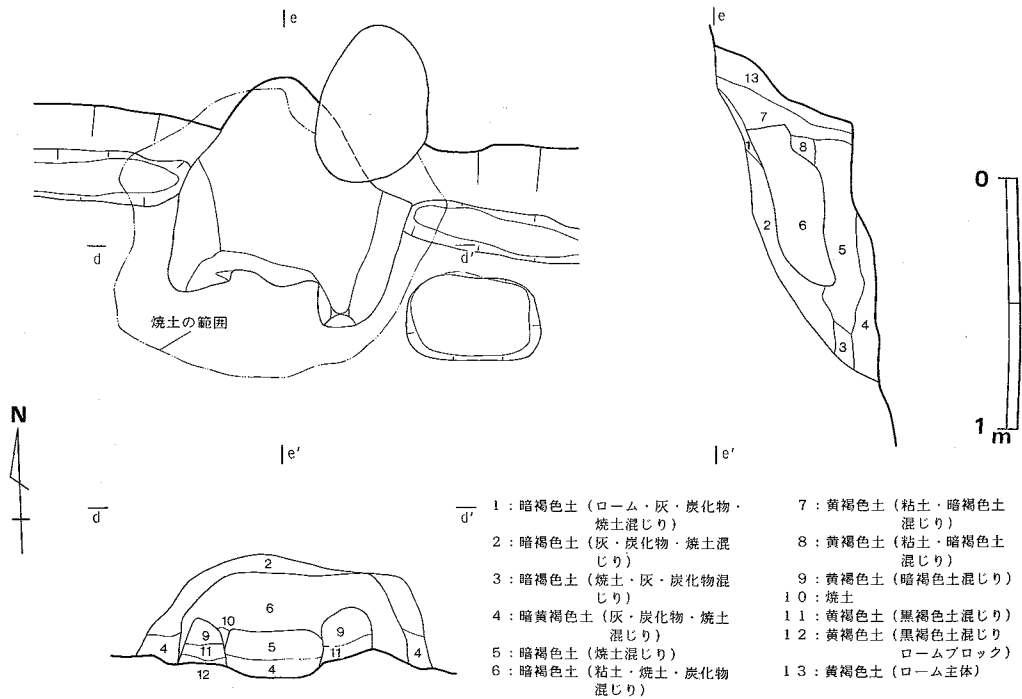 e
e
13
7
8
1
2
6
5
4
3
0
1 m
d
d'
焼土の範囲
N
e'
e'
d
d'
2
6
10
9
9
5
11
11
4
4
4
12
1：暗褐色土（ローム・灰・炭化物・
焼土混じり）
2：暗褐色土（灰・炭化物・焼土混
じり）
3：暗褐色土（焼土・灰・炭化物混
じり）
4：暗黄褐色土（灰・炭化物・焼土
混じり）
5：暗褐色土（焼土混じり）
6：暗褐色土（粘土・焼土・炭化物
混じり）
7：黄褐色土（粘土・暗褐色土
混じり）
8：黄褐色土（粘土・暗褐色土
混じり）
9：黄褐色土（暗褐色土混じり）
10：焼土
11：黄褐色土（黒褐色土混じり）
12：黄褐色土（黒褐色土混じり
ロームブロック）
13：黄褐色土（ローム主体）